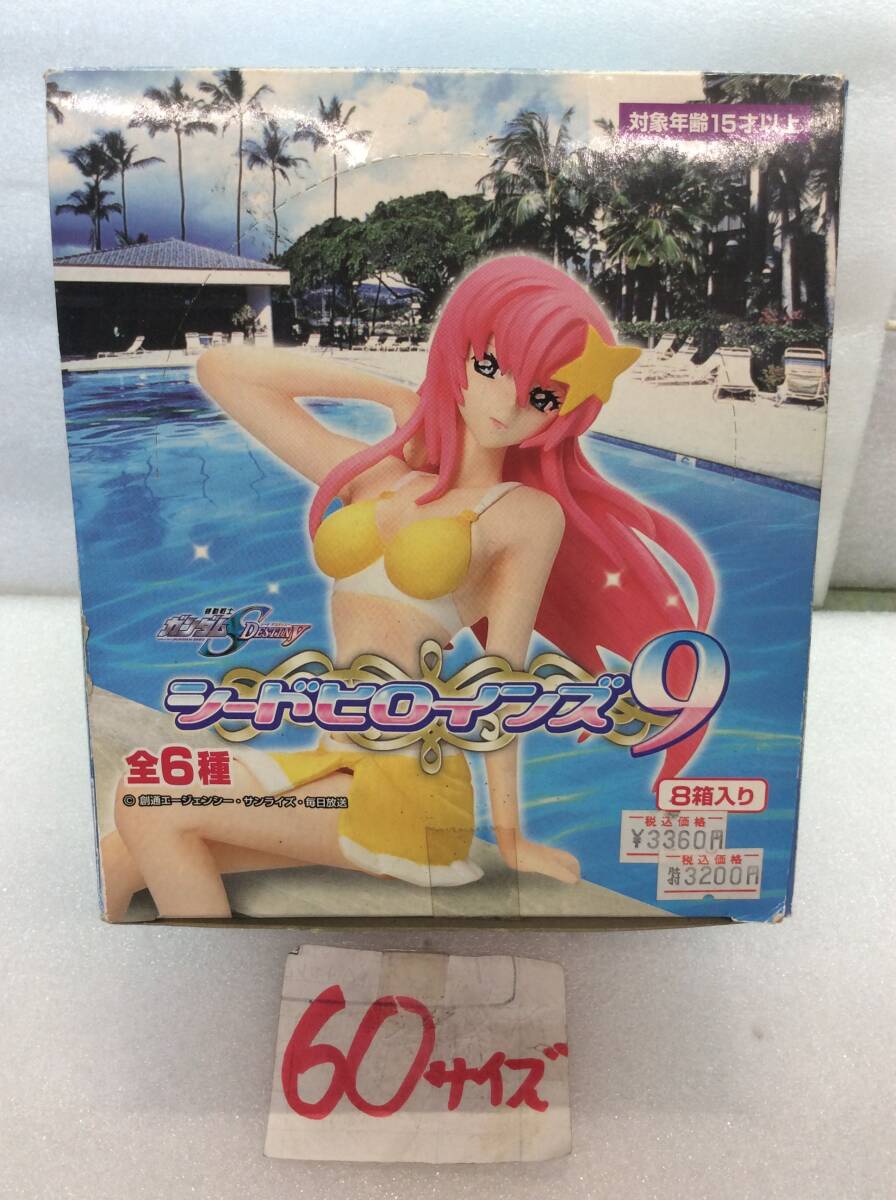 対象年齢15才以上
機動戦士
ガンダムSEED DESTINY
シードヒロインズ9
全6種
© 創通エージェンシー・サンライズ・毎日放送
8箱入り
税込価格
¥3360円
税込価格
特3200円
60サイズ